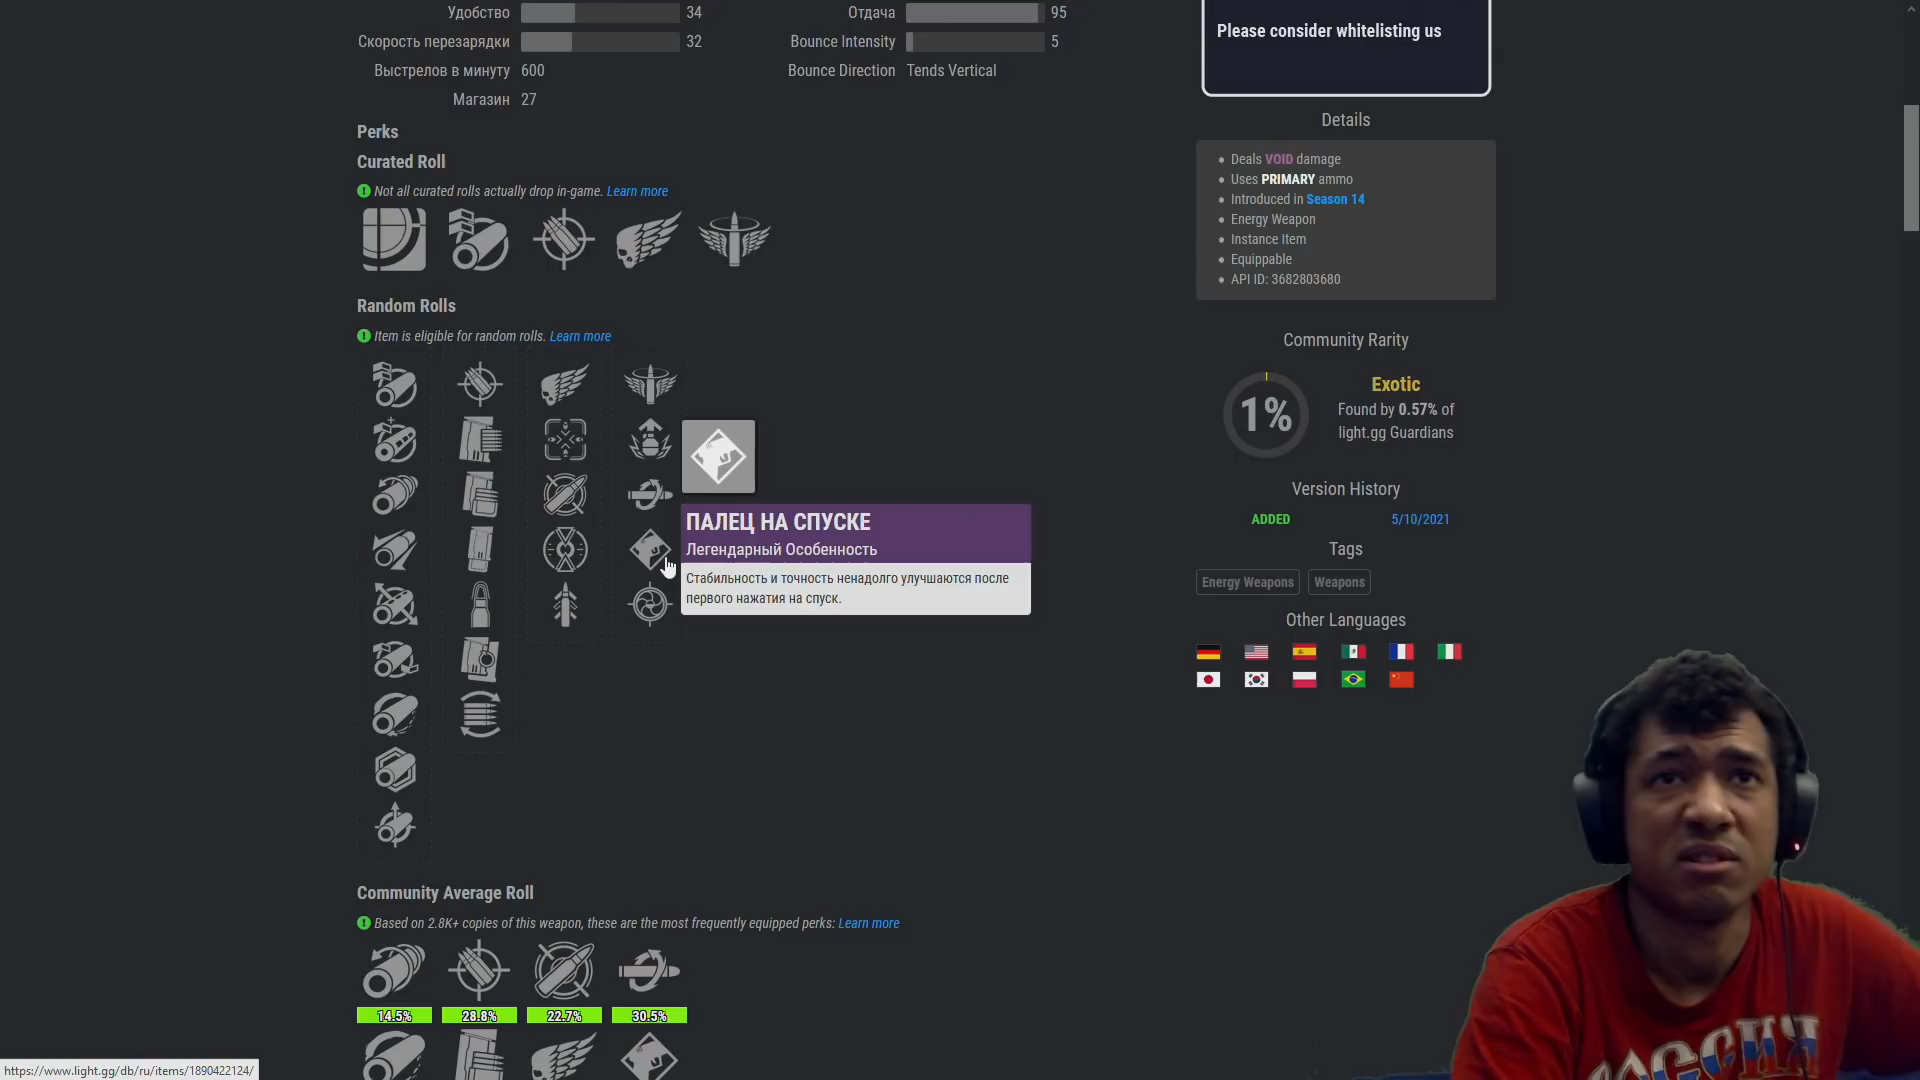 Удобство 34
Отдача 95
Скорость перезарядки 32
Bounce Intensity 5
Выстрелов в минуту 600
Bounce Direction Tends Vertical
Магазин 27
Please consider whitelisting us
Perks
Curated Roll
Not all curated rolls actually drop in-game. Learn more
Random Rolls
Item is eligible for random rolls. Learn more
ПАЛЕЦ НА СПУСКЕ
Легендарный Особенность
Стабильность и точность ненадолго улучшаются после
первого нажатия на спуск.
Community Average Roll
Based on 2.8K+ copies of this weapon, these are the most frequently equipped perks: Learn more
14.5% 28.8% 22.7% 30.5%
Details
Deals VOID damage
Uses PRIMARY ammo
Introduced in Season 14
Energy Weapon
Instance Item
Equippable
API ID: 3682803680
Community Rarity
1%
Exotic
Found by 0.57% of
light.gg Guardians
Version History
ADDED 5/10/2021
Tags
Energy Weapons Weapons
Other Languages
https://www.light.gg/db/ru/items/1890422124/